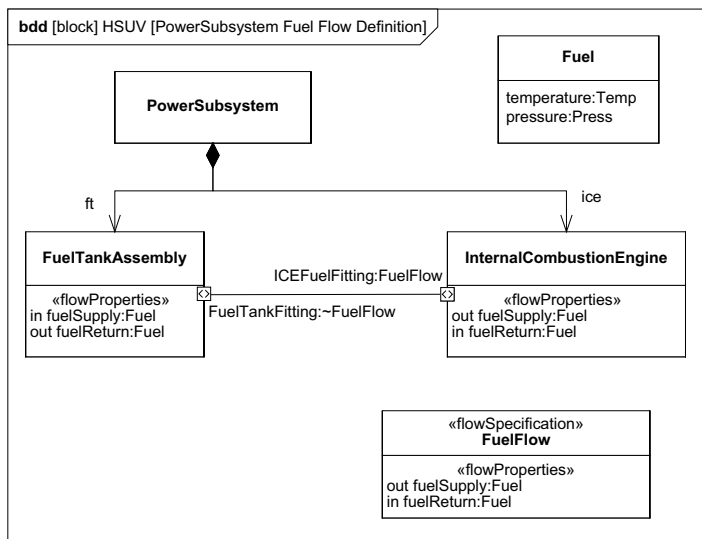 bdd [block] HSUV [PowerSubsystem Fuel Flow Definition]
PowerSubsystem
Fuel
temperature:Temp
pressure:Press
ft
ice
FuelTankAssembly
«flowProperties»
in fuelSupply:Fuel
out fuelReturn:Fuel
ICEFuelFitting:FuelFlow
FuelTankFitting:~FuelFlow
InternalCombustionEngine
«flowProperties»
out fuelSupply:Fuel
in fuelReturn:Fuel
«flowSpecification»
FuelFlow
«flowProperties»
out fuelSupply:Fuel
in fuelReturn:Fuel